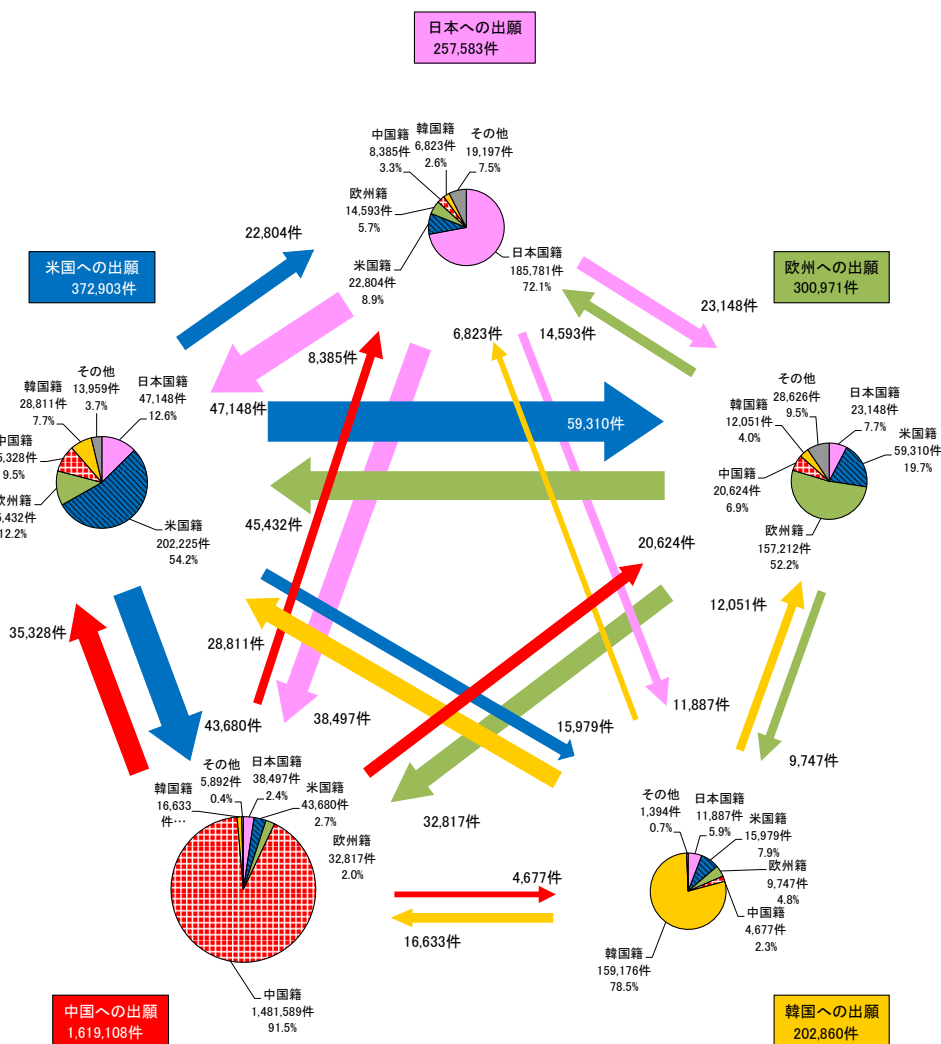 日本への出願
257,583件
中国籍
8,385件
3.3%
韓国籍
6,823件
2.6%
その他
19,197件
7.5%
欧州籍
14,593件
5.7%
米国籍
22,804件
8.9%
日本国籍
185,781件
72.1%
米国への出願
372,903件
欧州への出願
300,971件
22,804件
23,148件
8,385件
6,823件
14,593件
47,148件
59,310件
その他
13,959件
3.7%
日本国籍
47,148件
12.6%
韓国籍
28,811件
7.7%
中国籍
5,328件
9.5%
州籍
5,432件
12.2%
米国籍
202,225件
54.2%
その他
28,626件
9.5%
日本国籍
23,148件
7.7%
韓国籍
12,051件
4.0%
米国籍
59,310件
19.7%
中国籍
20,624件
6.9%
欧州籍
157,212件
52.2%
45,432件
20,624件
12,051件
35,328件
28,811件
43,680件
38,497件
15,979件
11,887件
9,747件
その他
5,892件
0.4%
日本国籍
38,497件
2.4%
韓国籍
16,633
件…
米国籍
43,680件
2.7%
欧州籍
32,817件
2.0%
中国籍
1,481,589件
91.5%
32,817件
4,677件
16,633件
その他
1,394件
0.7%
日本国籍
11,887件
5.9%
米国籍
15,979件
7.9%
欧州籍
9,747件
4.8%
中国籍
4,677件
2.3%
韓国籍
159,176件
78.5%
中国への出願
1,619,108件
韓国への出願
202,860件